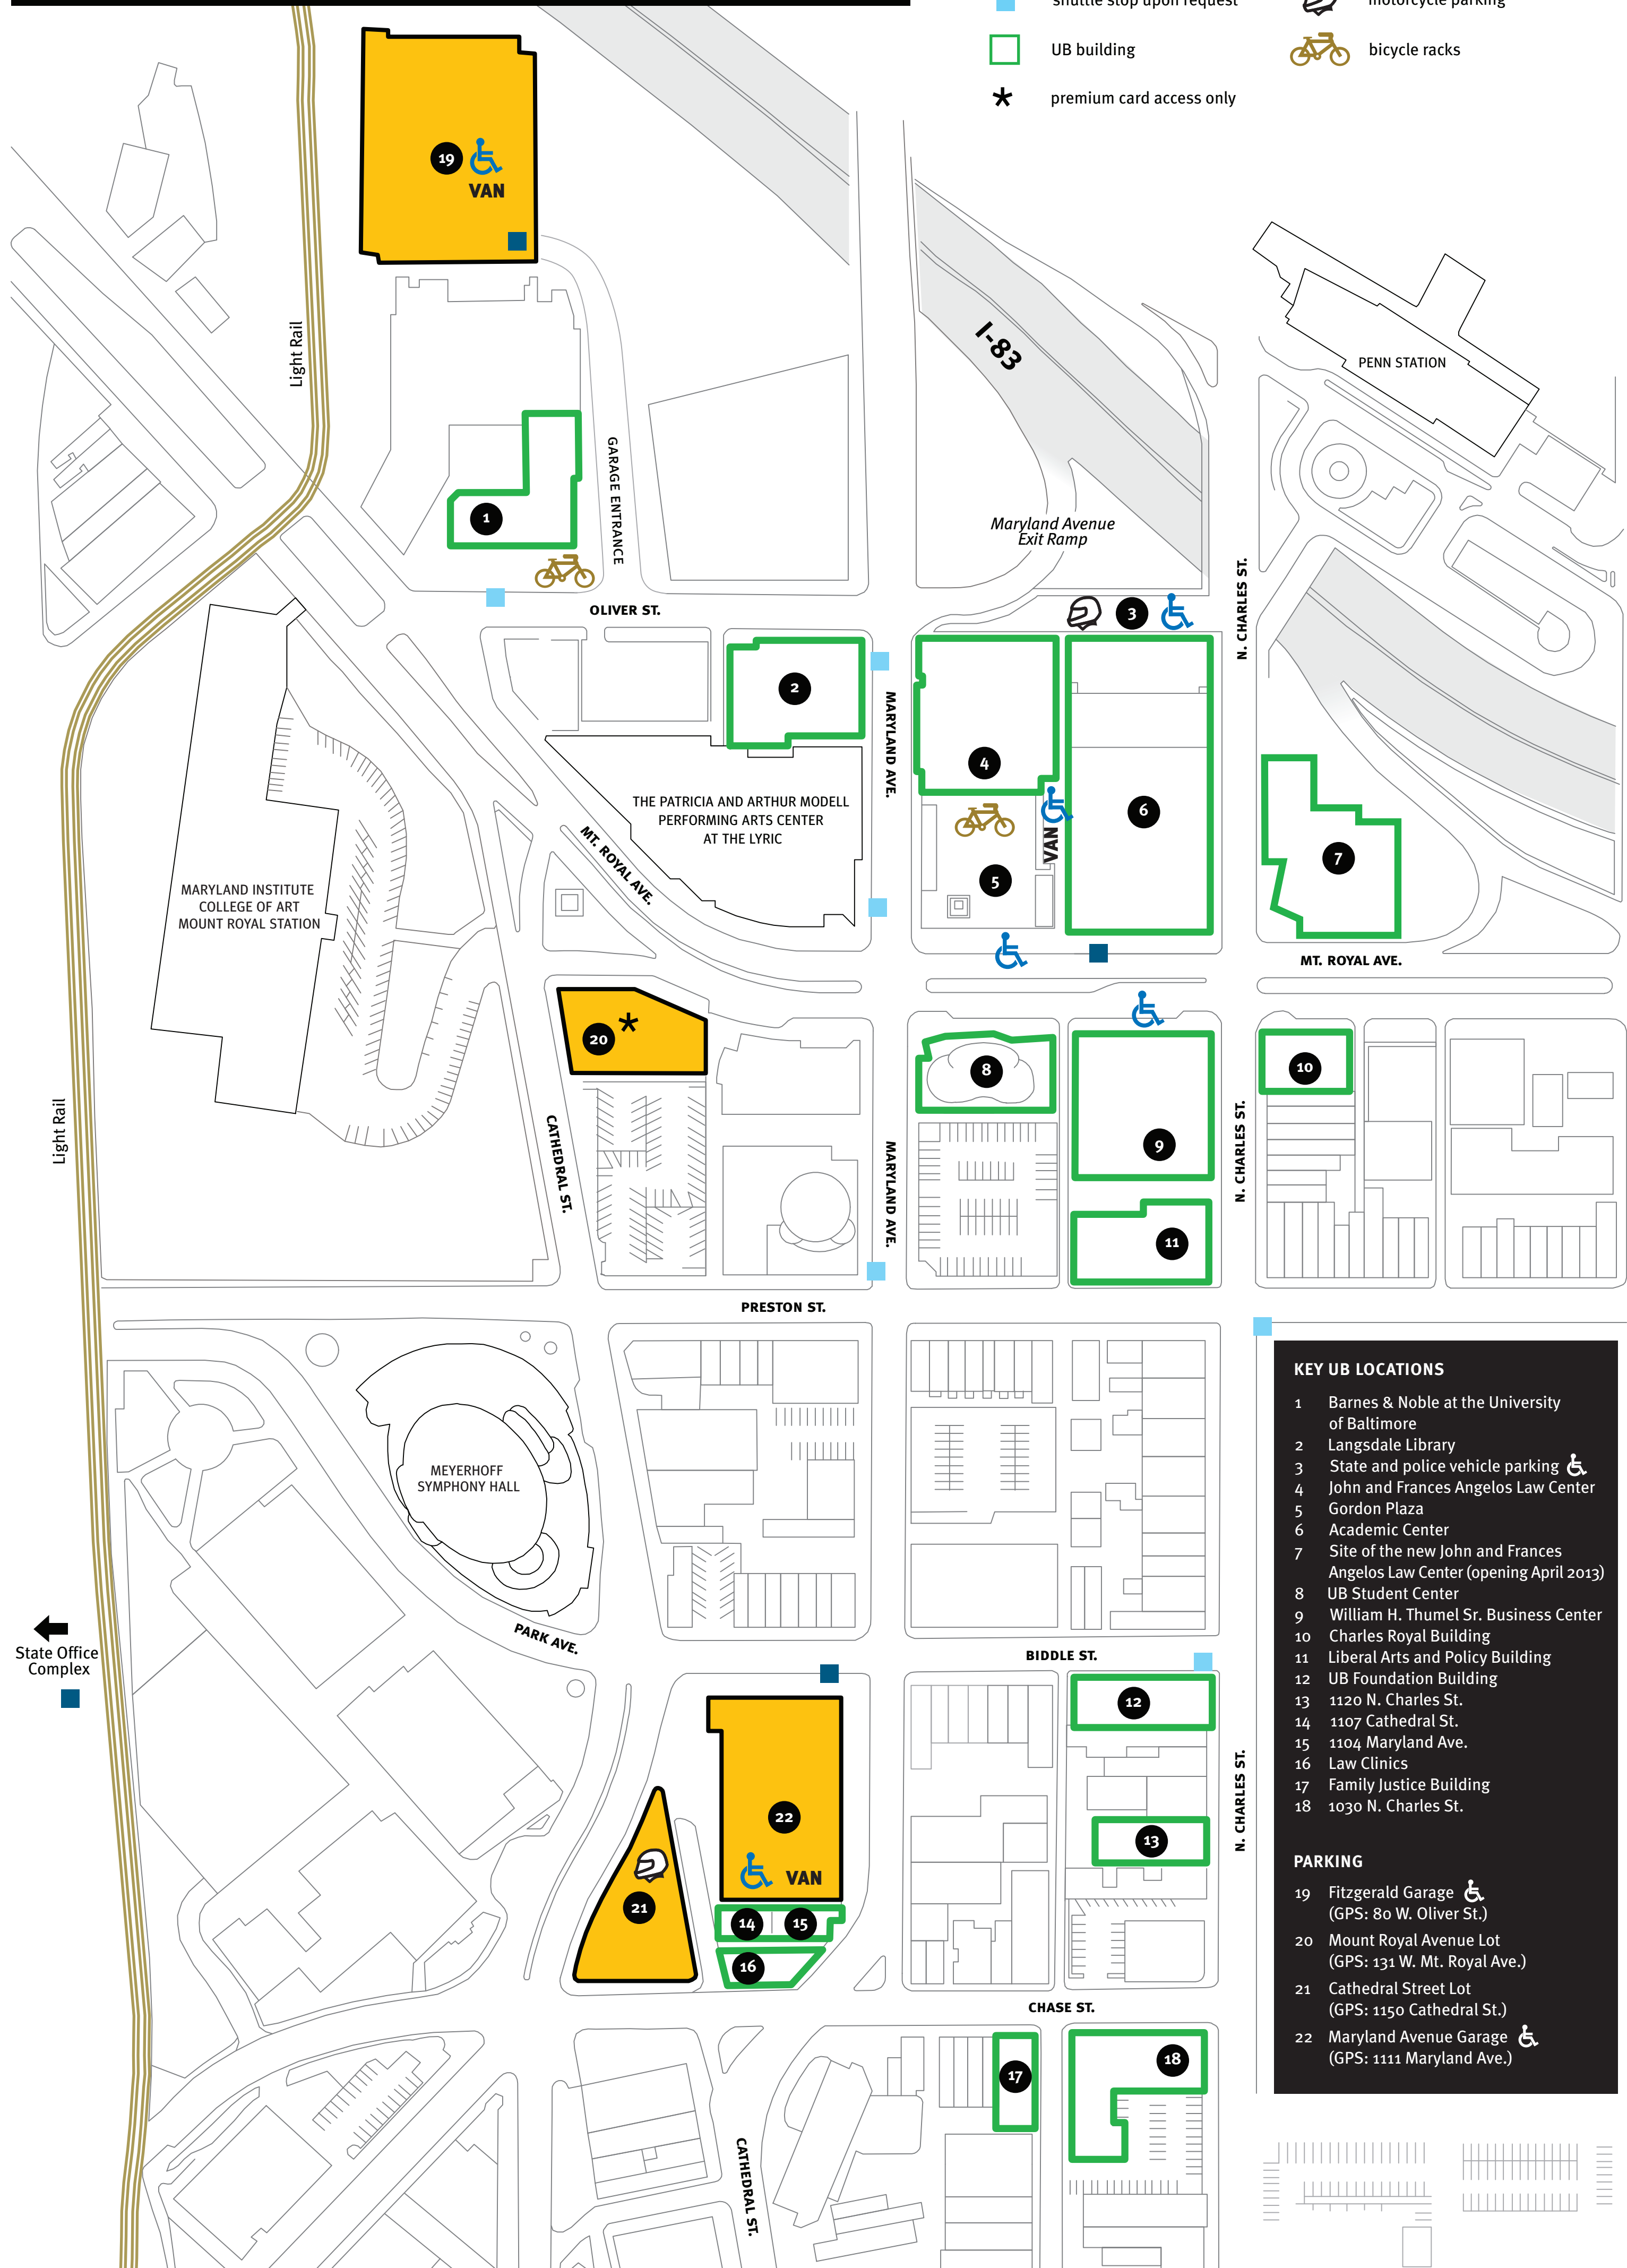 shuttle stop upon request
motorcycle parking
UB building
bicycle racks
* premium card access only
19
VAN
Light Rail
I-83
PENN STATION
GARAGE ENTRANCE
1
Maryland Avenue
Exit Ramp
N. CHARLES ST.
OLIVER ST.
3
2
MARYLAND AVE.
4
THE PATRICIA AND ARTHUR MODELL
PERFORMING ARTS CENTER
AT THE LYRIC
6
VAN
MT. ROYAL AVE.
7
5
MARYLAND INSTITUTE
COLLEGE OF ART
MOUNT ROYAL STATION
MT. ROYAL AVE.
20 *
8
10
Light Rail
CATHEDRAL ST.
MARYLAND AVE.
9
N. CHARLES ST.
11
PRESTON ST.
MEYERHOFF
SYMPHONY HALL
PARK AVE.
State Office
Complex
BIDDLE ST.
12
22
13
N. CHARLES ST.
VAN
21
14
15
16
CHASE ST.
17
18
CATHEDRAL ST.
KEY UB LOCATIONS
1 Barnes & Noble at the University
of Baltimore
2 Langsdale Library
3 State and police vehicle parking
4 John and Frances Angelos Law Center
5 Gordon Plaza
6 Academic Center
7 Site of the new John and Frances
Angelos Law Center (opening April 2013)
8 UB Student Center
9 William H. Thumel Sr. Business Center
10 Charles Royal Building
11 Liberal Arts and Policy Building
12 UB Foundation Building
13 1120 N. Charles St.
14 1107 Cathedral St.
15 1104 Maryland Ave.
16 Law Clinics
17 Family Justice Building
18 1030 N. Charles St.
PARKING
19 Fitzgerald Garage
(GPS: 80 W. Oliver St.)
20 Mount Royal Avenue Lot
(GPS: 131 W. Mt. Royal Ave.)
21 Cathedral Street Lot
(GPS: 1150 Cathedral St.)
22 Maryland Avenue Garage
(GPS: 1111 Maryland Ave.)